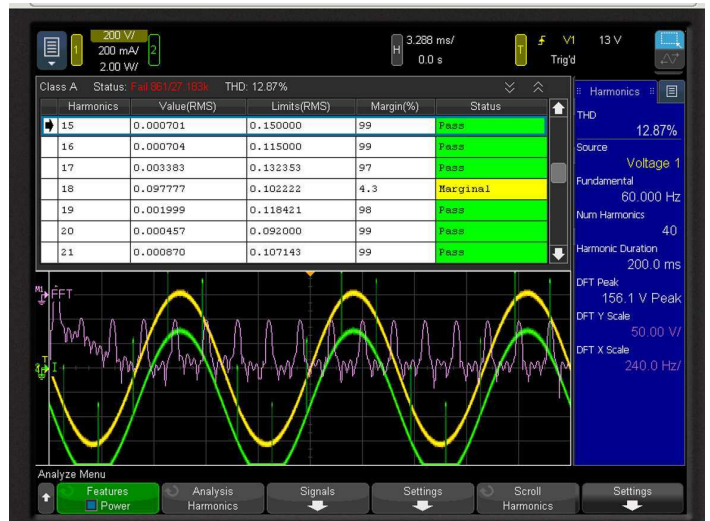 200 V/
1 200 mV/ 2
2.00 W/
H 3.288 ms/
0.0 s
T V1 13 V
Trig'd
Class A Status: Fail 861/27.183k THD: 12.87%
Harmonics Value(RMS) Limits(RMS) Margin(%) Status
15 0.000701 0.150000 99 Pass
16 0.000704 0.115000 99 Pass
17 0.003383 0.132353 97 Pass
18 0.097777 0.102222 4.3 Marginal
19 0.001999 0.118421 98 Pass
20 0.000457 0.092000 99 Pass
21 0.000870 0.107143 99 Pass
Harmonics
THD
12.87%
Source
Voltage 1
Fundamental
60.000 Hz
Num Harmonics
40
Harmonic Duration
200.0 ms
DFT Peak
156.1 V Peak
DFT Y Scale
50.00 V/
DFT X Scale
240.0 Hz/
M1 FFT
I
Analyze Menu
Features
Power
Analysis
Harmonics
Signals
Settings
Scroll
Harmonics
Settings